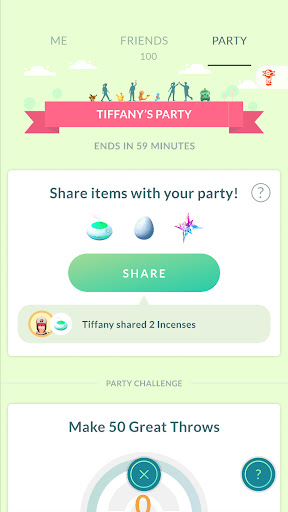 ME FRIENDS PARTY
100
TIFFANY'S PARTY
ENDS IN 59 MINUTES
Share items with your party! ?
SHARE
Tiffany shared 2 Incenses
PARTY CHALLENGE
Make 50 Great Throws
0
?